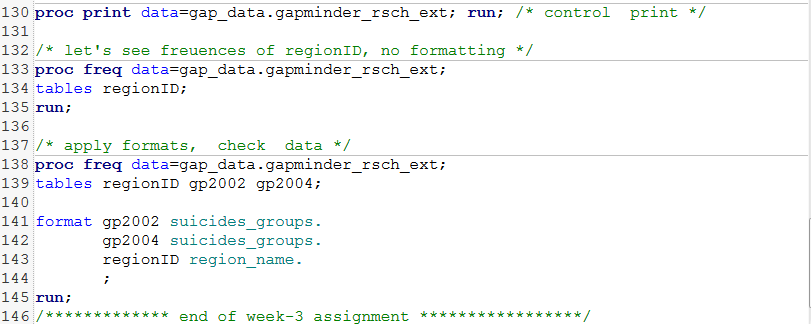 130 proc print data=gap_data.gapminder_rsch_ext; run; /* control  print */
131
132 /* let's see freuences of regionID, no formatting */
133 proc freq data=gap_data.gapminder_rsch_ext;
134 tables regionID;
135 run;
136
137 /* apply formats,  check  data */
138 proc freq data=gap_data.gapminder_rsch_ext;
139 tables regionID gp2002 gp2004;
140
141 format gp2002 suicides_groups.
142        gp2004 suicides_groups.
143        regionID region_name.
144        ;
145 run;
146 /************* end of week-3 assignment *****************/